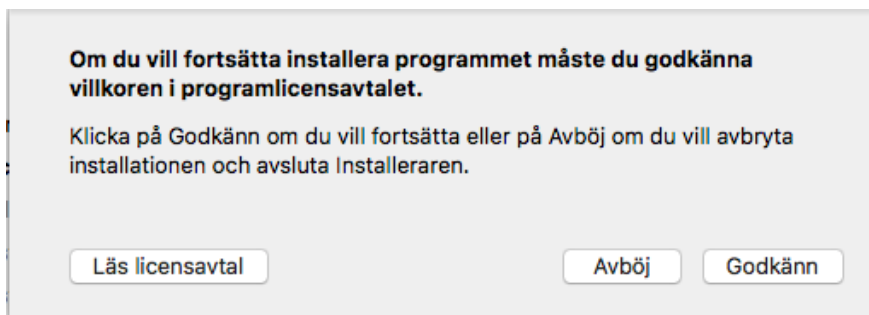 Om du vill fortsätta installera programmet måste du godkänna
villkoren i programlicensavtalet.
Klicka på Godkänn om du vill fortsätta eller på Avböj om du vill avbryta
installationen och avsluta Installeraren.
Läs licensavtal Avböj Godkänn